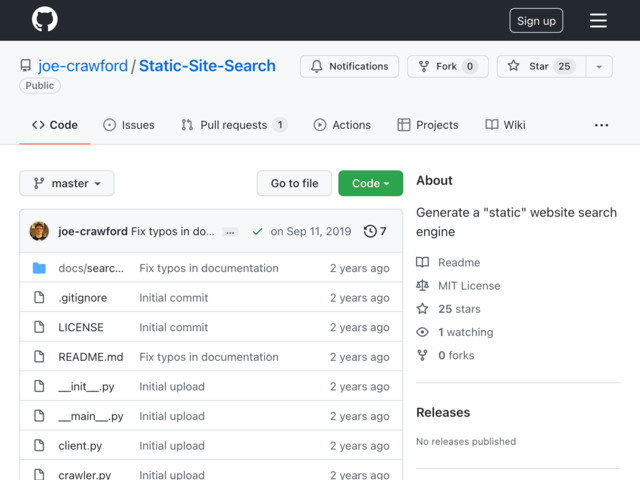 Sign up
joe-crawford / Static-Site-Search
Public
Notifications
Fork 0
Star 25
Code
Issues
Pull requests 1
Actions
Projects
Wiki
master
Go to file
Code
joe-crawford Fix typos in do... ... on Sep 11, 2019 7
docs/searc... Fix typos in documentation 2 years ago
.gitignore Initial commit 2 years ago
LICENSE Initial commit 2 years ago
README.md Fix typos in documentation 2 years ago
__init__.py Initial upload 2 years ago
__main__.py Initial upload 2 years ago
client.py Initial upload 2 years ago
crawler.py Initial upload 2 years ago
About
Generate a "static" website search
engine
Readme
MIT License
25 stars
1 watching
0 forks
Releases
No releases published